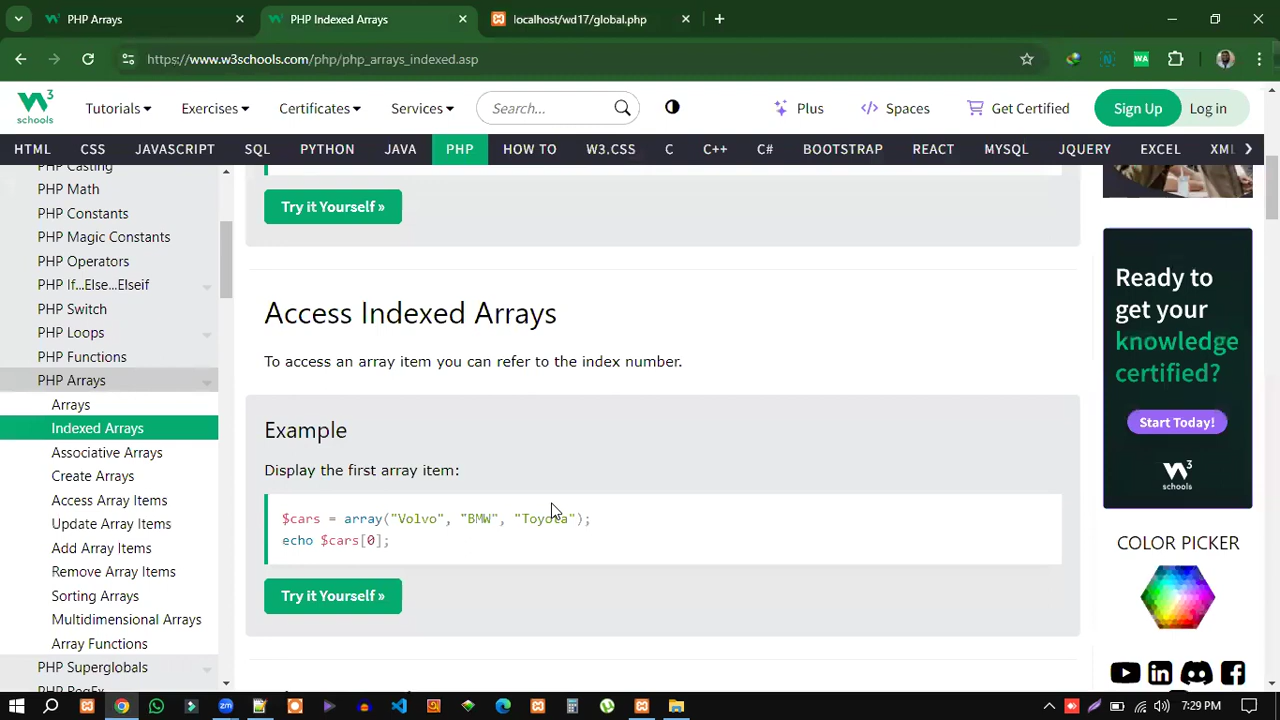 PHP Arrays
PHP Indexed Arrays
localhost/wd17/global.php
https://www.w3schools.com/php/php_arrays_indexed.asp
WA
schools
Tutorials
Exercises
Certificates
Services
Search...
Plus
Spaces
Get Certified
Sign Up
Log in
HTML
CSS
JAVASCRIPT
SQL
PYTHON
JAVA
PHP
HOW TO
W3.CSS
C
C++
C#
BOOTSTRAP
REACT
MYSQL
JQUERY
EXCEL
XML
PHP Casting
PHP Math
PHP Constants
PHP Magic Constants
PHP Operators
PHP If...Else...Elseif
PHP Switch
PHP Loops
PHP Functions
PHP Arrays
Arrays
Indexed Arrays
Associative Arrays
Create Arrays
Access Array Items
Update Array Items
Add Array Items
Remove Array Items
Sorting Arrays
Multidimensional Arrays
Array Functions
PHP Superglobals
PHP RegEx
Try it Yourself »
Access Indexed Arrays
To access an array item you can refer to the index number.
Example
Display the first array item:
$cars = array("Volvo", "BMW", "Toyota");
echo $cars[0];
Try it Yourself »
Ready to
get your
knowledge
certified?
Start Today!
schools
COLOR PICKER
7:29 PM